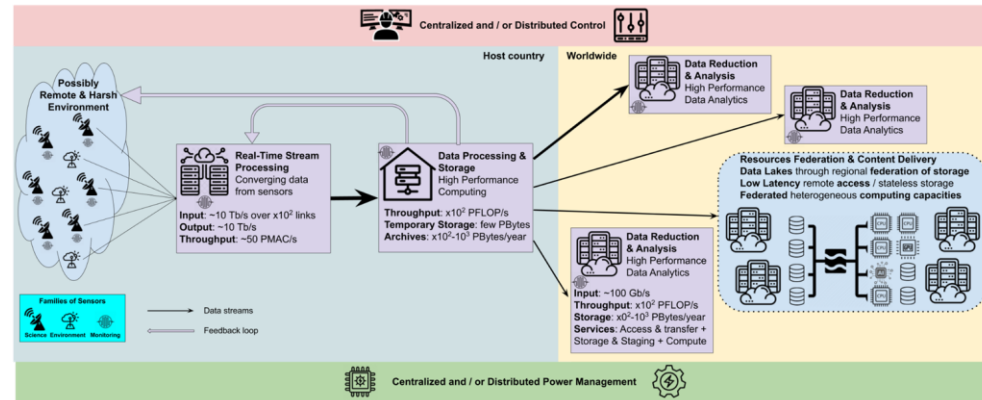 Centralized and / or Distributed Control
Host country
Worldwide
Possibly
Remote & Harsh
Environment
Real-Time Stream
Processing
Converging data
from sensors
Input: ~10 Tb/s over x10² links
Output: ~10 Tb/s
Throughput: ~50 PMAC/s
Data Processing &
Storage
High Performance
Computing
Throughput: x10² PFLOP/s
Temporary Storage: few PBytes
Archives: x10²-10³ PBytes/year
Data Reduction
& Analysis
High Performance
Data Analytics
Data Reduction
& Analysis
High Performance
Data Analytics
Resources Federation & Content Delivery
Data Lakes through regional federation of storage
Low Latency remote access / stateless storage
Federated heterogeneous computing capacities
Data Reduction
& Analysis
High Performance
Data Analytics
Input: ~100 Gb/s
Throughput: x10² PFLOP/s
Storage: x0²-10³ PBytes/year
Services: Access & transfer +
Storage & Staging + Compute
Families of Sensors
Science Environment Monitoring
Data streams
Feedback loop
Centralized and / or Distributed Power Management